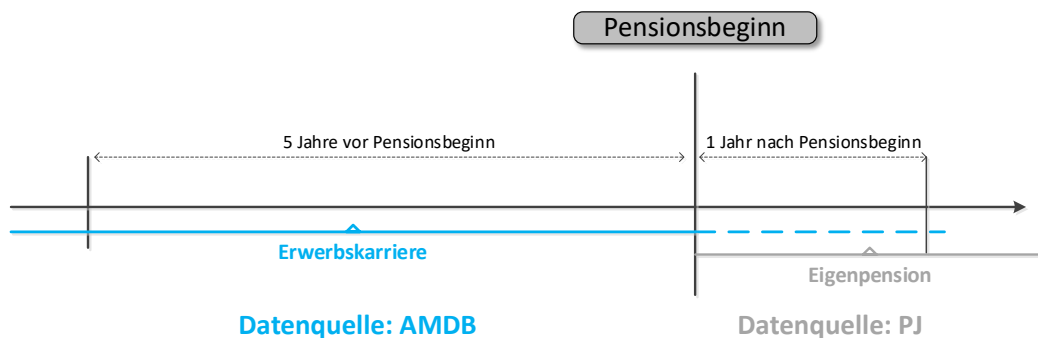 Pensionsbeginn
5 Jahre vor Pensionsbeginn
1 Jahr nach Pensionsbeginn
Erwerbskarriere
Eigenpension
Datenquelle: AMDB
Datenquelle: PJ